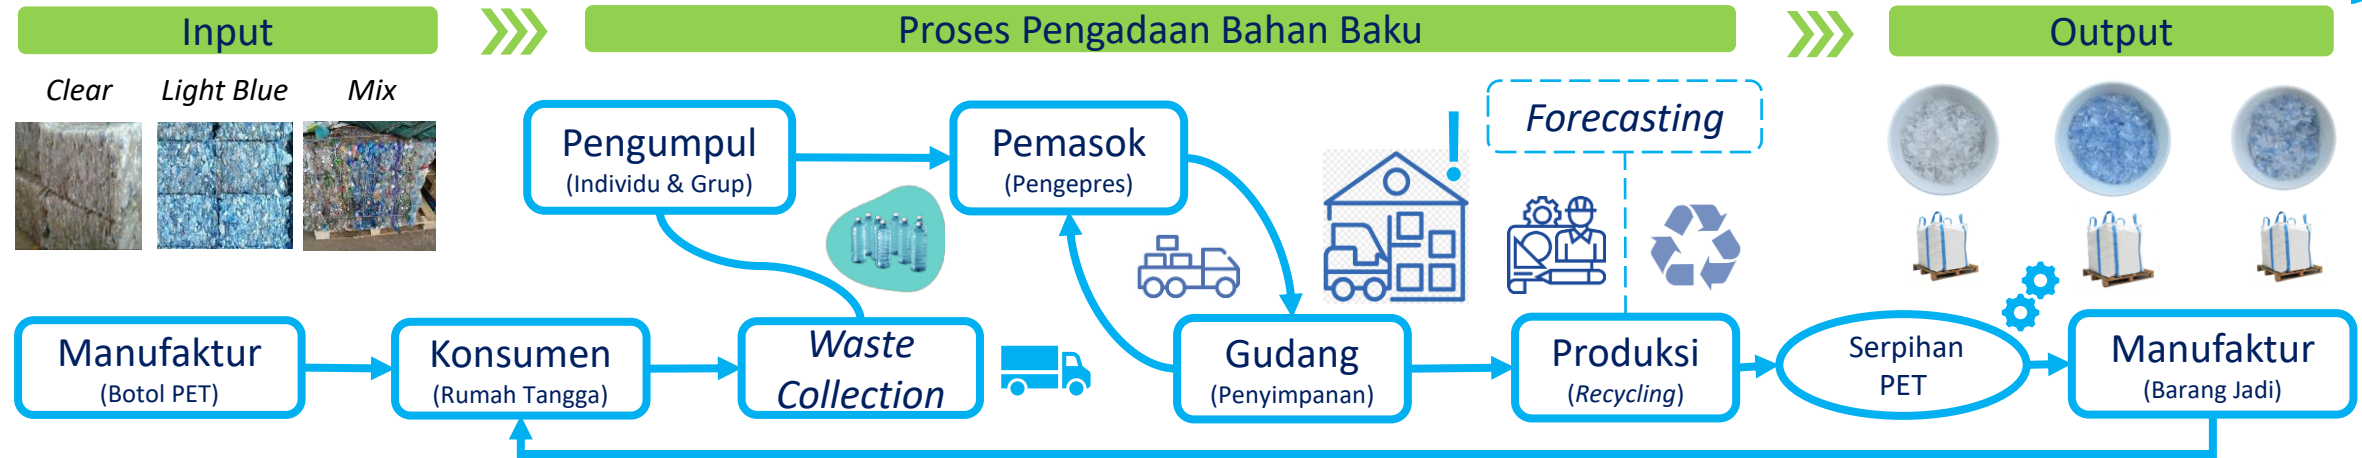 Input
Proses Pengadaan Bahan Baku
Output
Clear
Light Blue
Mix
Pengumpul
(Individu & Grup)
Pemasok
(Pengepres)
!
Forecasting
Manufaktur
(Botol PET)
Konsumen
(Rumah Tangga)
Waste
Collection
Gudang
(Penyimpanan)
Produksi
(Recycling)
Serpihan
PET
Manufaktur
(Barang Jadi)